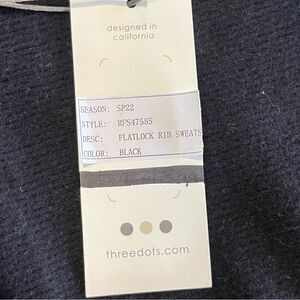 designed in
california
SEASON: SP22
STYLE: RFS4755S
DESC: FLATLOCK RIB SWEATS
COLOR: BLACK
threedots.com